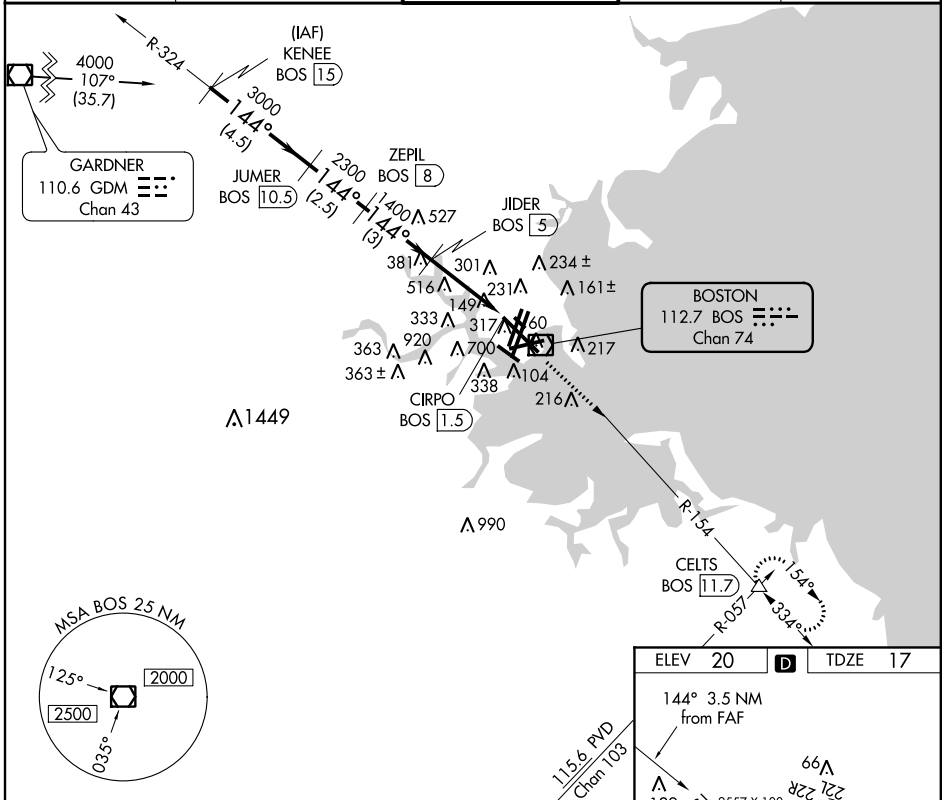 R-324
4000
107°
(35.7)
(IAF)
KENEE
BOS 15
3000
144°
(4.5)
GARDNER
110.6 GDM
Chan 43
JUMER
BOS 10.5
2300
144°
(2.5)
ZEPIL
BOS 8
1400
144°
(3)
527
JIDER
BOS 5
381
301
234 ±
516
231
161±
149
333
317
60
363
920
700
217
363 ±
338
104
216
CIRPO
BOS 1.5
BOSTON
112.7 BOS
Chan 74
1449
990
R-154
CELTS
BOS 11.7
154°
334°
R-057
MSA BOS 25 NM
125°
2000
2500
035°
115.6 PVD
Chan 103
ELEV 20
D
TDZE 17
144° 3.5 NM
from FAF
99
22L 22R